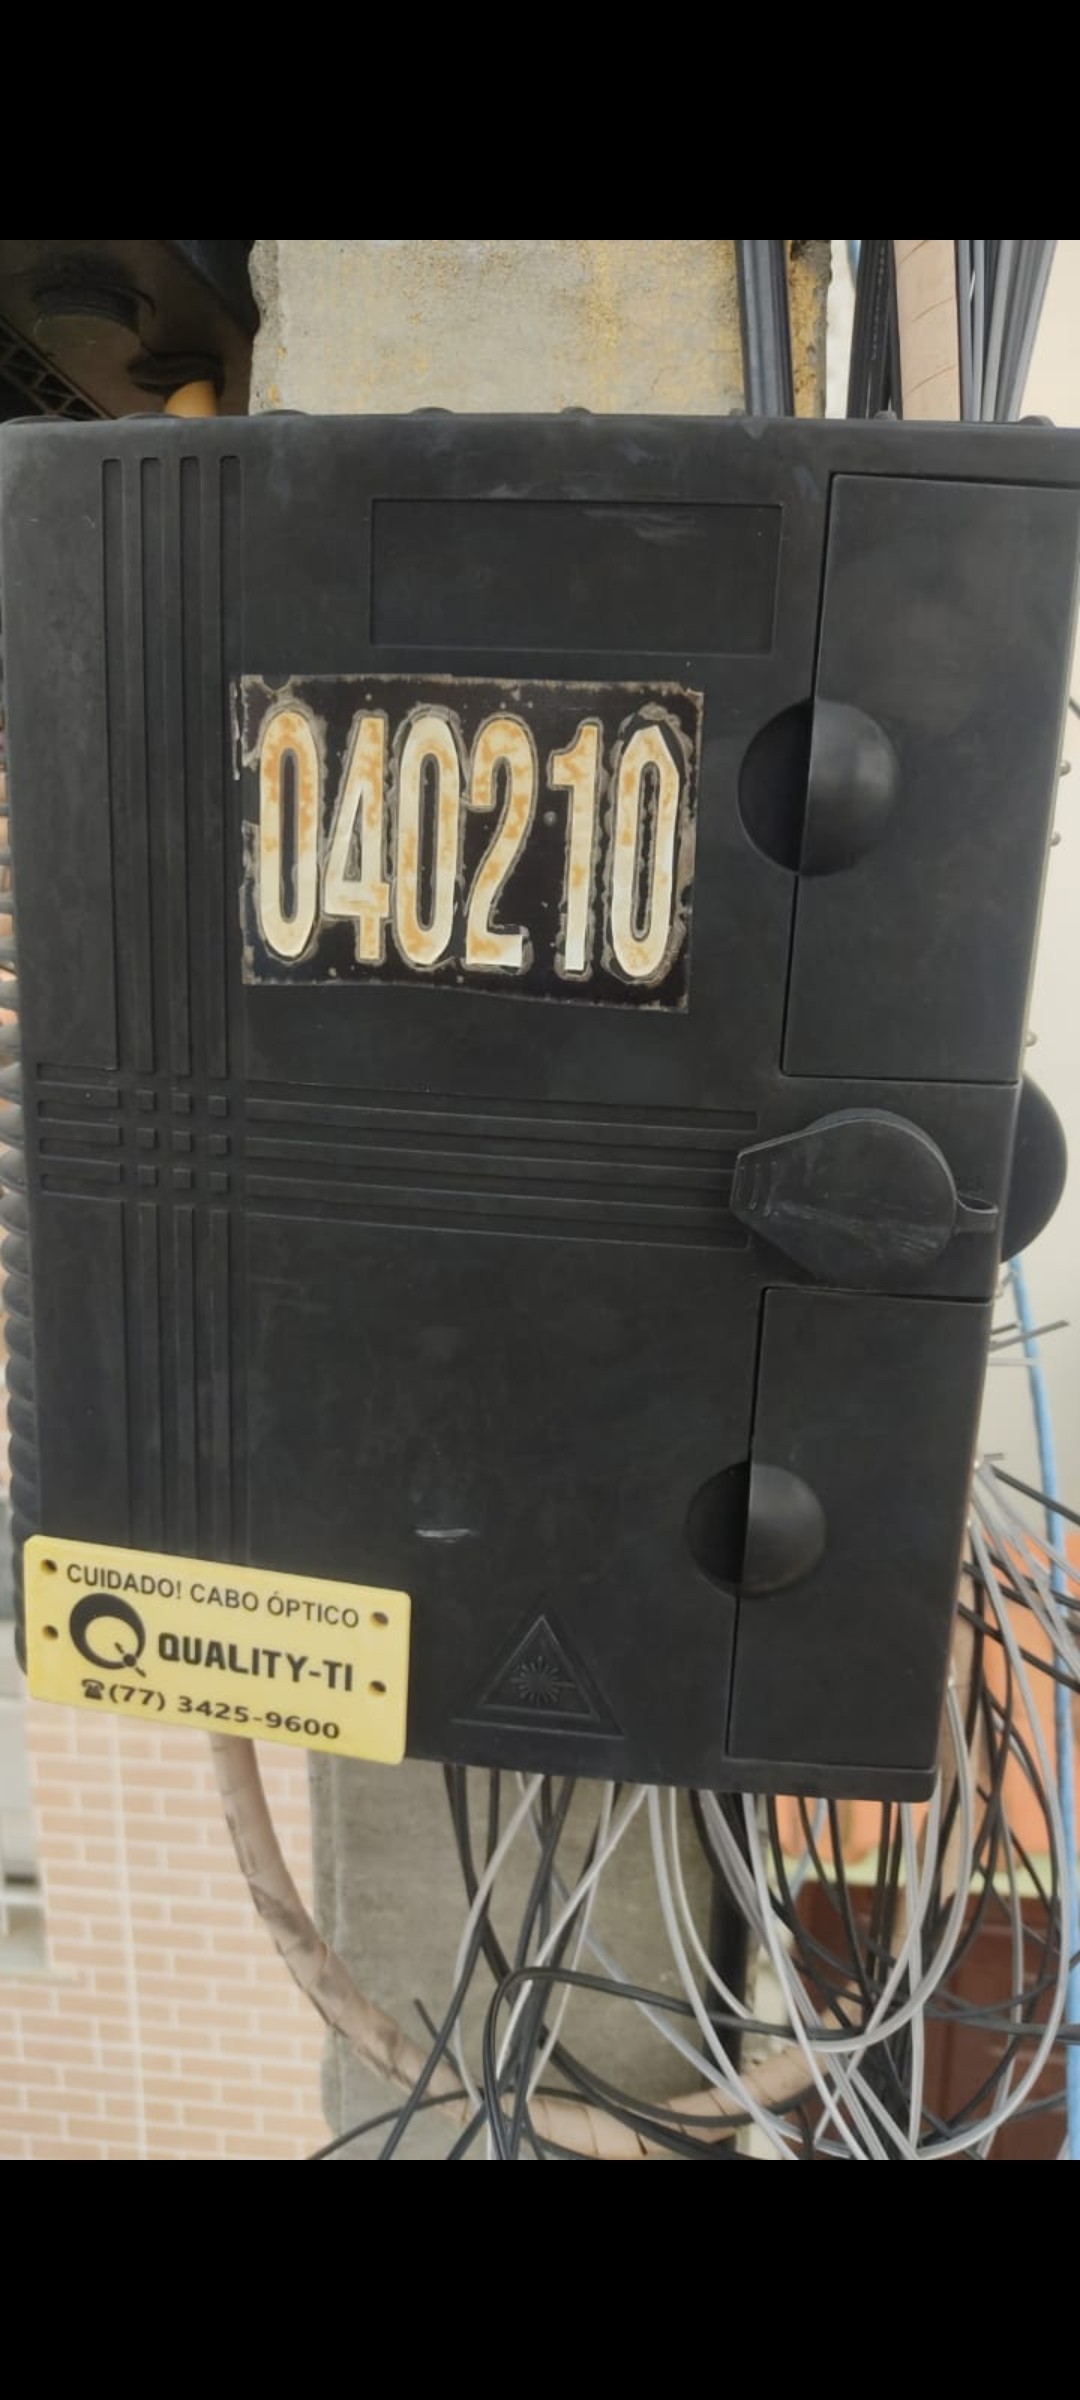 040210
CUIDADO! CABO ÓPTICO
QUALITY-TI
☎(77) 3425-9600